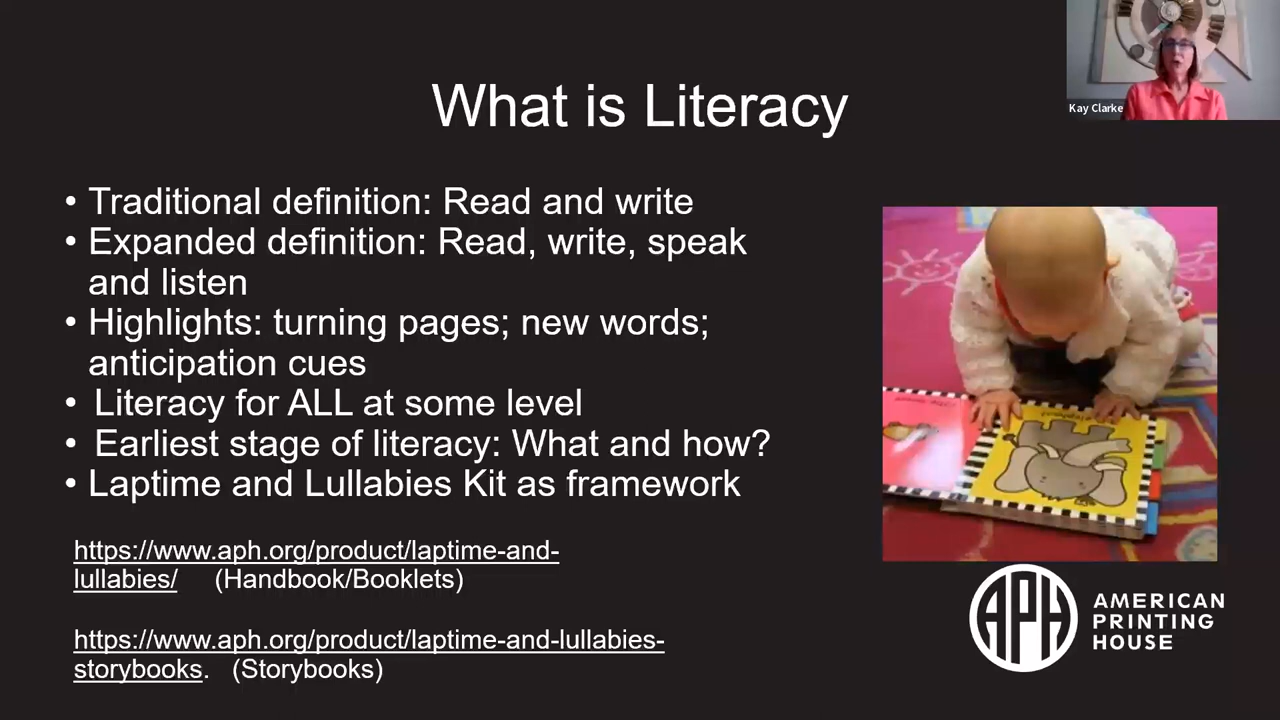 Kay Clarke
What is Literacy
• Traditional definition: Read and write
• Expanded definition: Read, write, speak
and listen
• Highlights: turning pages; new words;
anticipation cues
• Literacy for ALL at some level
• Earliest stage of literacy: What and how?
• Laptime and Lullabies Kit as framework
https://www.aph.org/product/laptime-and-
lullabies/ (Handbook/Booklets)
https://www.aph.org/product/laptime-and-lullabies-
storybooks. (Storybooks)
APH
AMERICAN
PRINTING
HOUSE